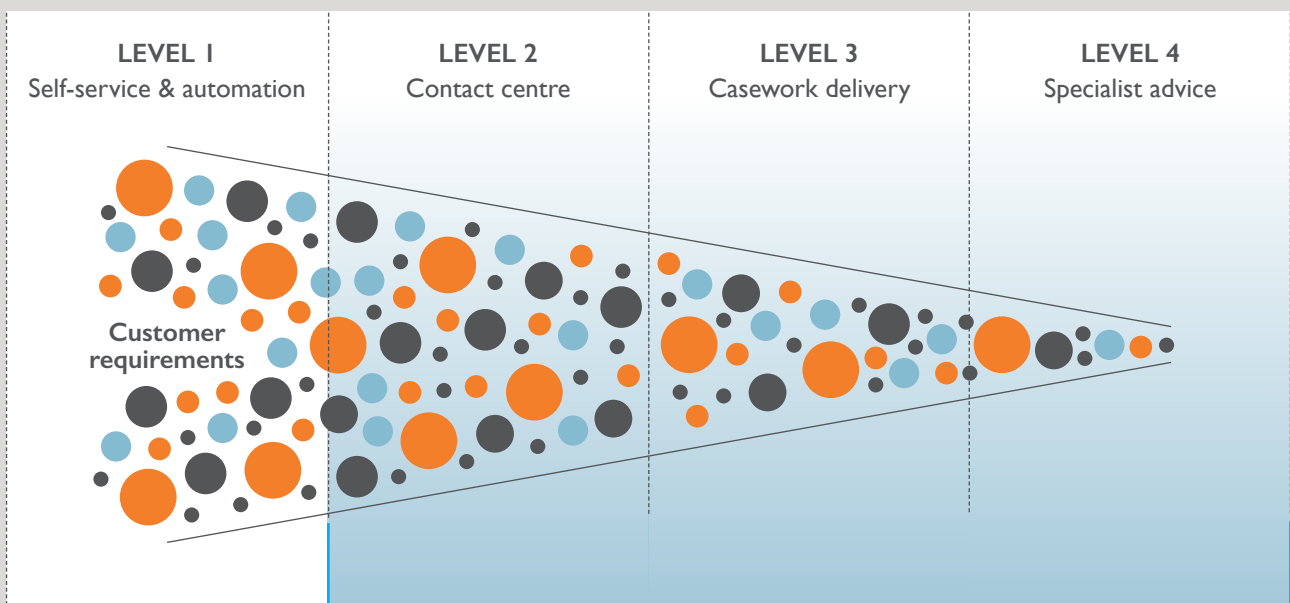 LEVEL 1
Self-service & automation
LEVEL 2
Contact centre
LEVEL 3
Casework delivery
LEVEL 4
Specialist advice
Customer
requirements